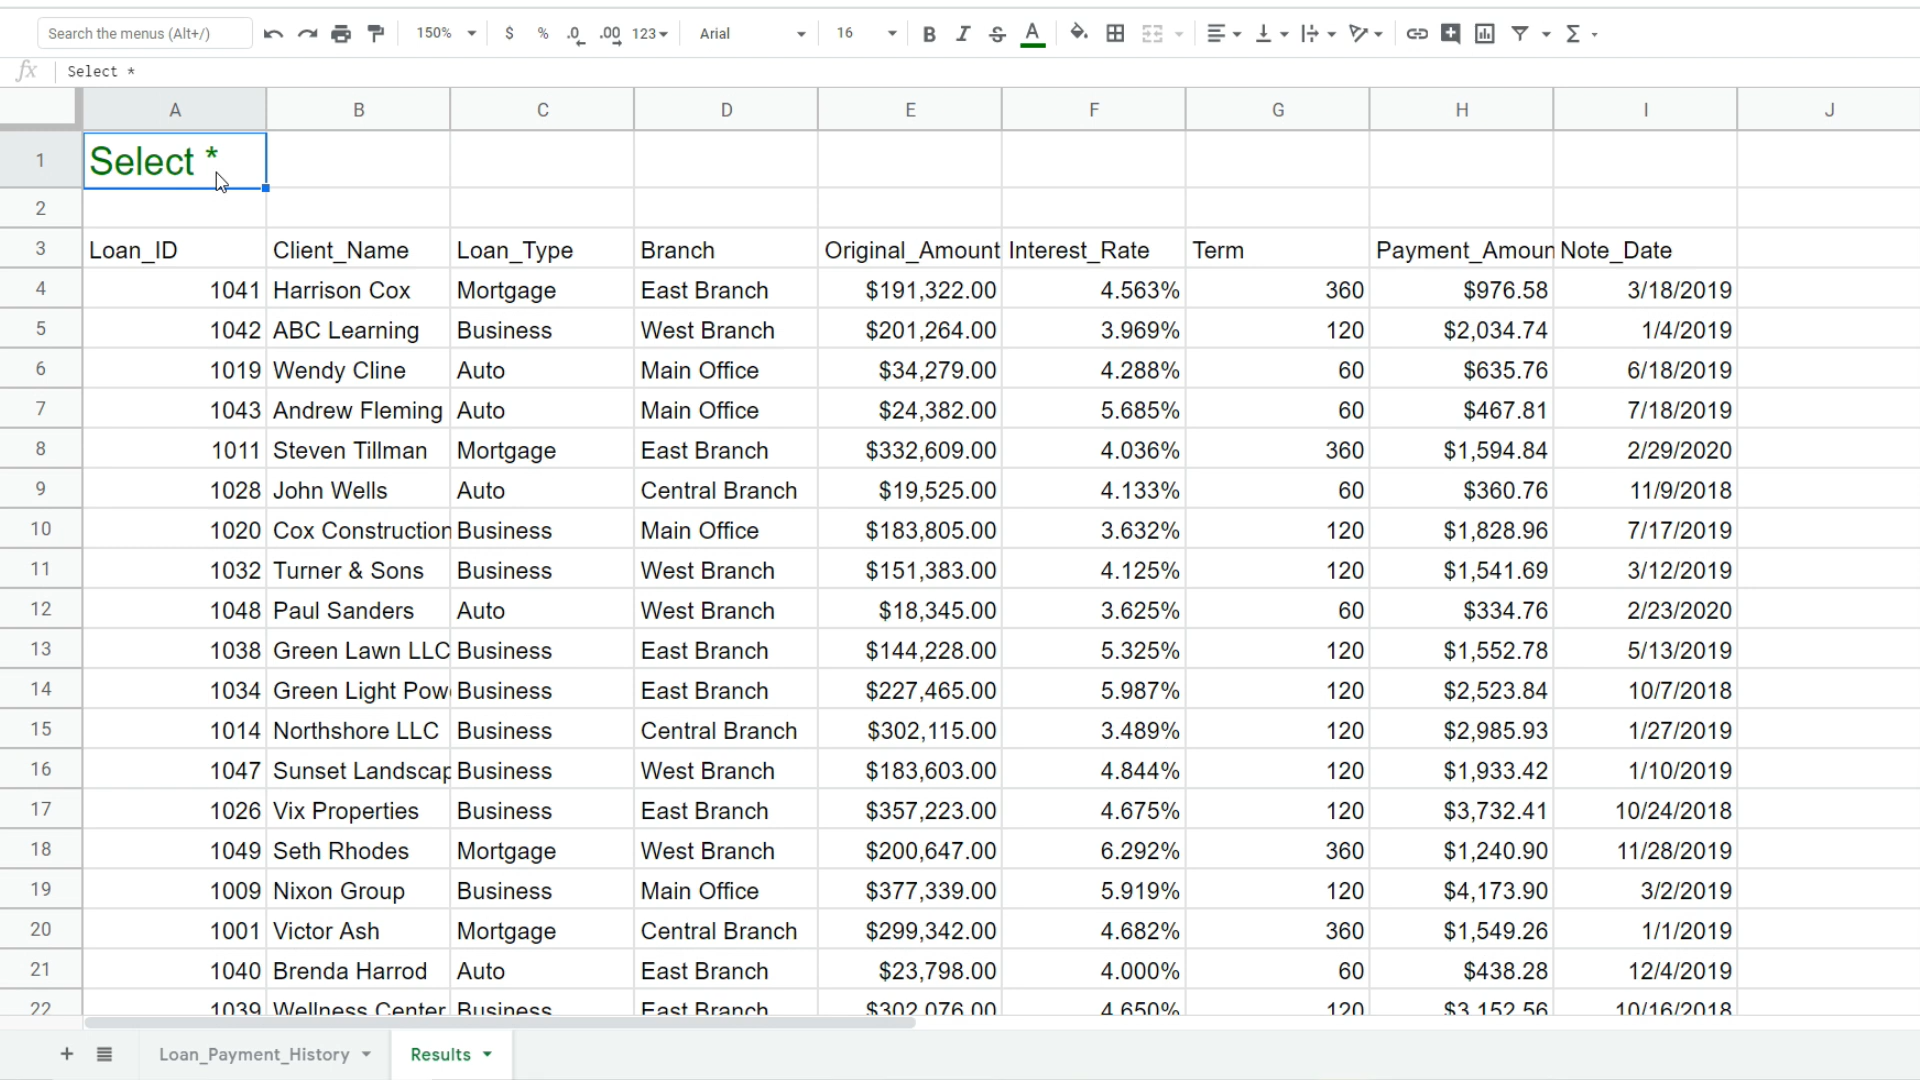 Search the menus (Alt+/) 150% $ % .0 .00 123 Arial 16 B I S A Σ
fx Select *
A B C D E F G H I J
1 Select *
2
3 Loan_ID Client_Name Loan_Type Branch Original_Amount Interest_Rate Term Payment_Amoun Note_Date
4 1041 Harrison Cox Mortgage East Branch $191,322.00 4.563% 360 $976.58 3/18/2019
5 1042 ABC Learning Business West Branch $201,264.00 3.969% 120 $2,034.74 1/4/2019
6 1019 Wendy Cline Auto Main Office $34,279.00 4.288% 60 $635.76 6/18/2019
7 1043 Andrew Fleming Auto Main Office $24,382.00 5.685% 60 $467.81 7/18/2019
8 1011 Steven Tillman Mortgage East Branch $332,609.00 4.036% 360 $1,594.84 2/29/2020
9 1028 John Wells Auto Central Branch $19,525.00 4.133% 60 $360.76 11/9/2018
10 1020 Cox Construction Business Main Office $183,805.00 3.632% 120 $1,828.96 7/17/2019
11 1032 Turner & Sons Business West Branch $151,383.00 4.125% 120 $1,541.69 3/12/2019
12 1048 Paul Sanders Auto West Branch $18,345.00 3.625% 60 $334.76 2/23/2020
13 1038 Green Lawn LLC Business East Branch $144,228.00 5.325% 120 $1,552.78 5/13/2019
14 1034 Green Light Pow Business East Branch $227,465.00 5.987% 120 $2,523.84 10/7/2018
15 1014 Northshore LLC Business Central Branch $302,115.00 3.489% 120 $2,985.93 1/27/2019
16 1047 Sunset Landscap Business West Branch $183,603.00 4.844% 120 $1,933.42 1/10/2019
17 1026 Vix Properties Business East Branch $357,223.00 4.675% 120 $3,732.41 10/24/2018
18 1049 Seth Rhodes Mortgage West Branch $200,647.00 6.292% 360 $1,240.90 11/28/2019
19 1009 Nixon Group Business Main Office $377,339.00 5.919% 120 $4,173.90 3/2/2019
20 1001 Victor Ash Mortgage Central Branch $299,342.00 4.682% 360 $1,549.26 1/1/2019
21 1040 Brenda Harrod Auto East Branch $23,798.00 4.000% 60 $438.28 12/4/2019
22 1039 Wellness Center Business East Branch $302,076.00 4.650% 120 $3,152.56 10/16/2018
+ Loan_Payment_History Results